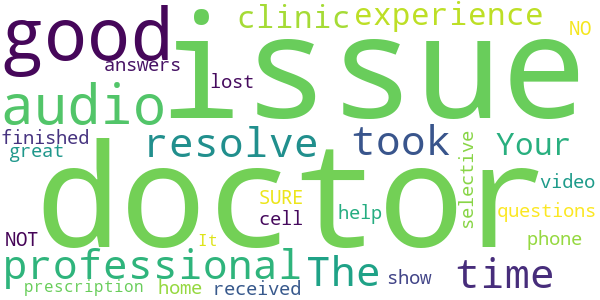 good issue clinic experience NO
answers lost
audio
finished resolve took Your
great selective
doctor video
SURE questions
cell help
NOT It phone
professional The show time
prescription home received